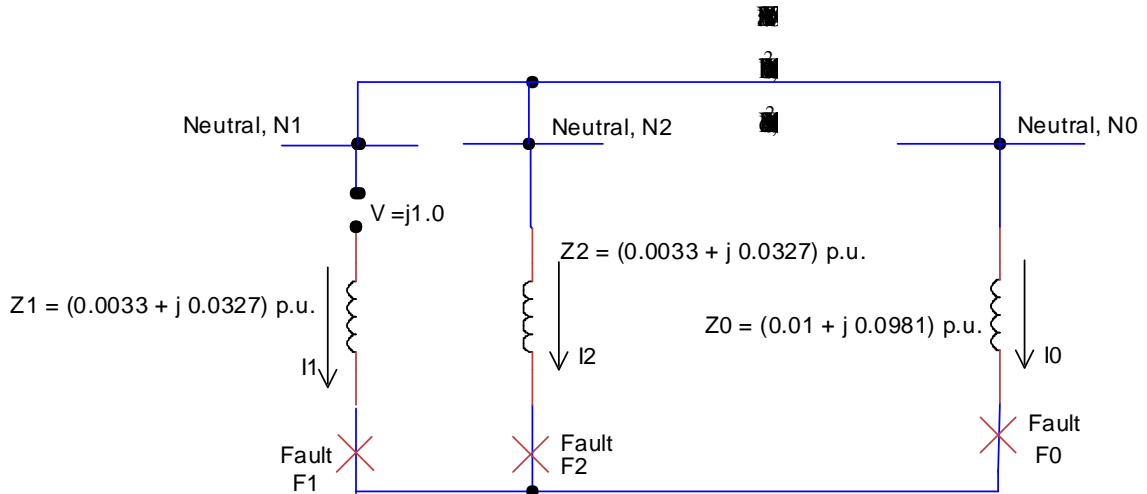 Neutral, N1
Neutral, N2
Neutral, N0
V =j1.0
Z2 = (0.0033 + j 0.0327) p.u.
Z1 = (0.0033 + j 0.0327) p.u.
Z0 = (0.01 + j 0.0981) p.u.
I1
I2
I0
Fault
F1
Fault
F2
Fault
F0